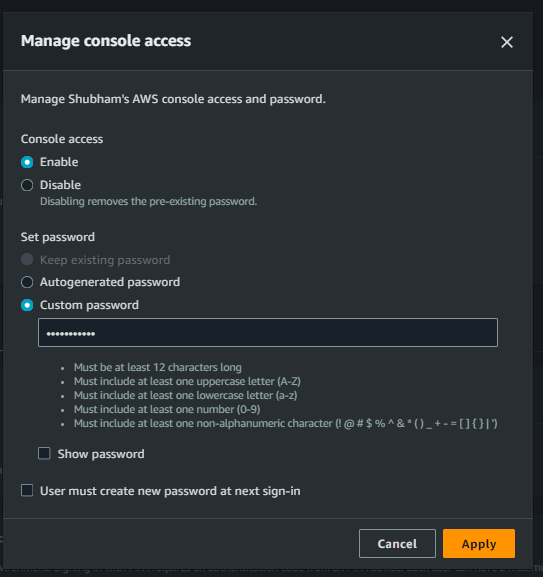 Manage console access
Manage Shubham's AWS console access and password.
Console access
Enable
Disable
Disabling removes the pre-existing password.
Set password
Keep existing password
Autogenerated password
Custom password
•••••••••••
• Must be at least 12 characters long
• Must include at least one uppercase letter (A-Z)
• Must include at least one lowercase letter (a-z)
• Must include at least one number (0-9)
• Must include at least one non-alphanumeric character (! @ # $ % ^ & * ( ) _ + - = [ ] { } | ')
Show password
User must create new password at next sign-in
Cancel
Apply